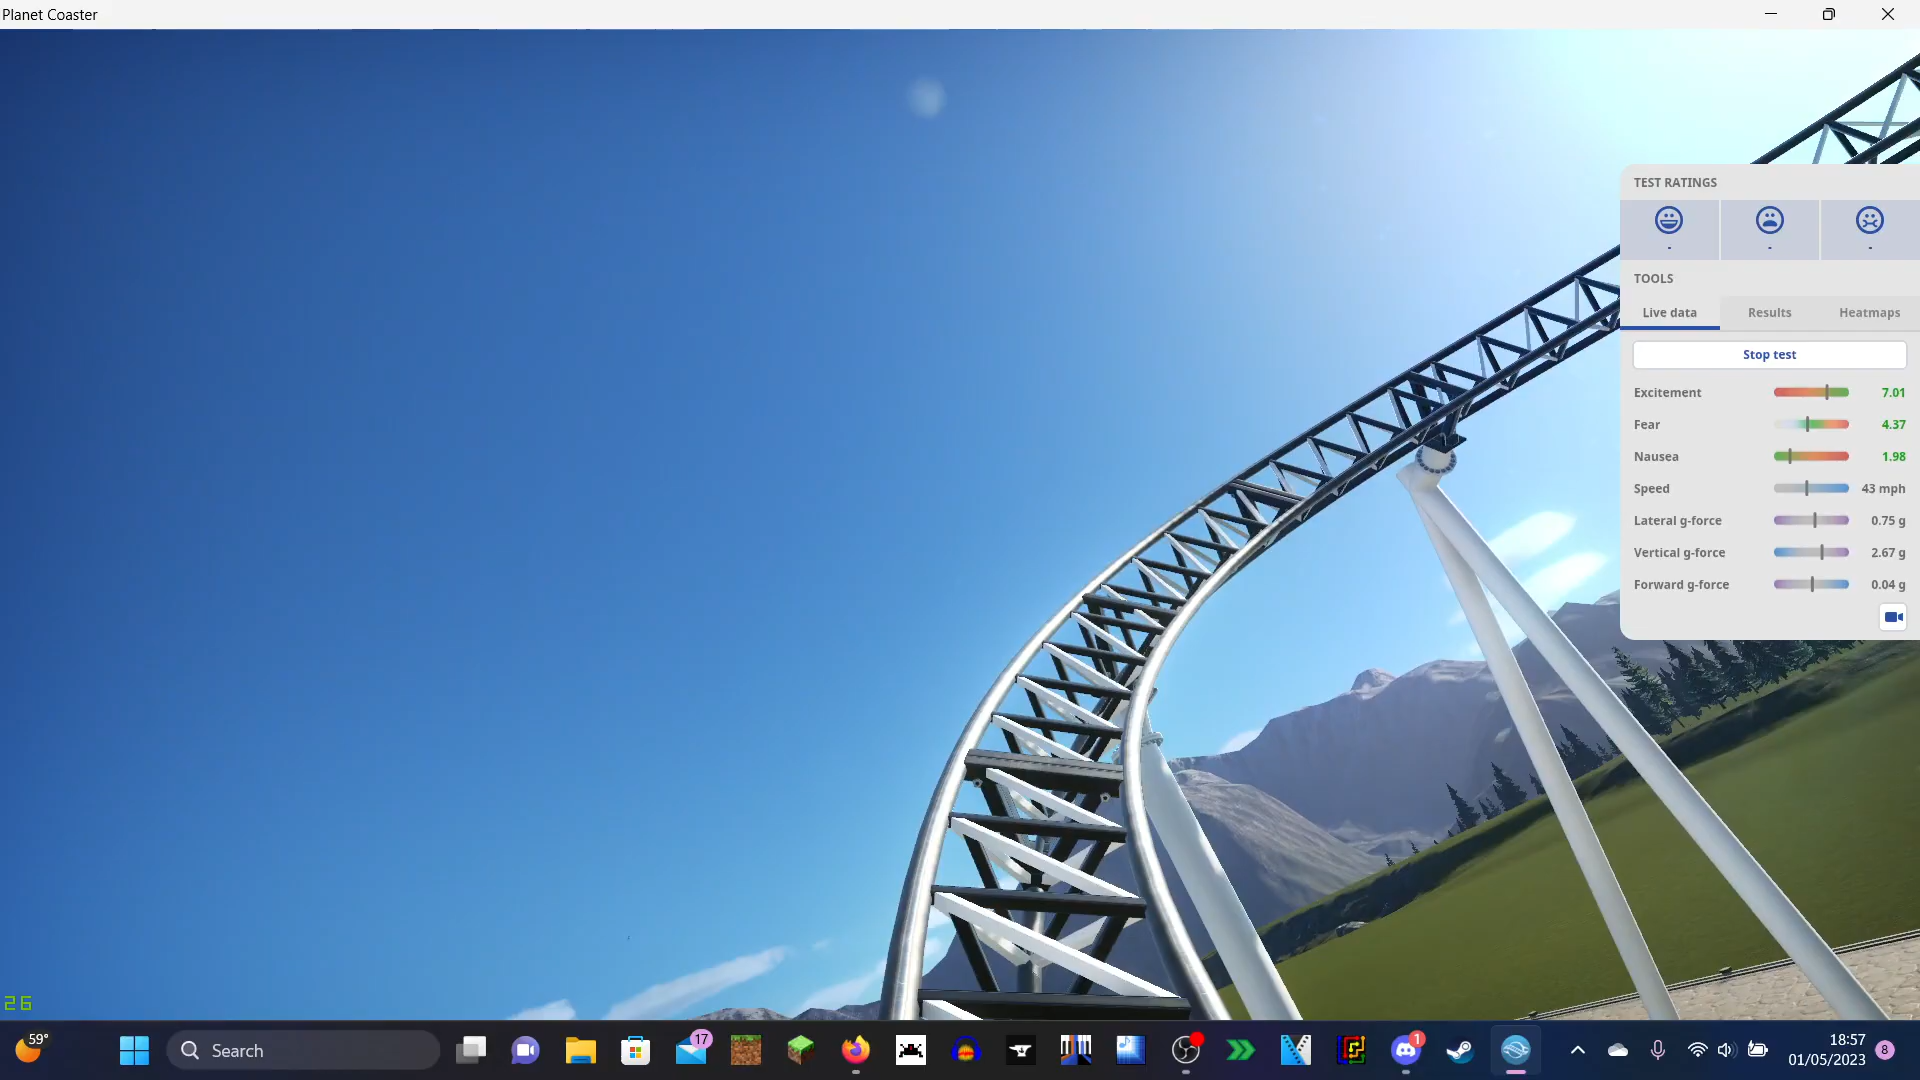 Planet Coaster
TEST RATINGS
- - -
TOOLS
Live data Results Heatmaps
Stop test
Excitement 7.01
Fear 4.37
Nausea 1.98
Speed 43 mph
Lateral g-force 0.75 g
Vertical g-force 2.67 g
Forward g-force 0.04 g
26
59°
Search
17
1
18:57
01/05/2023
8